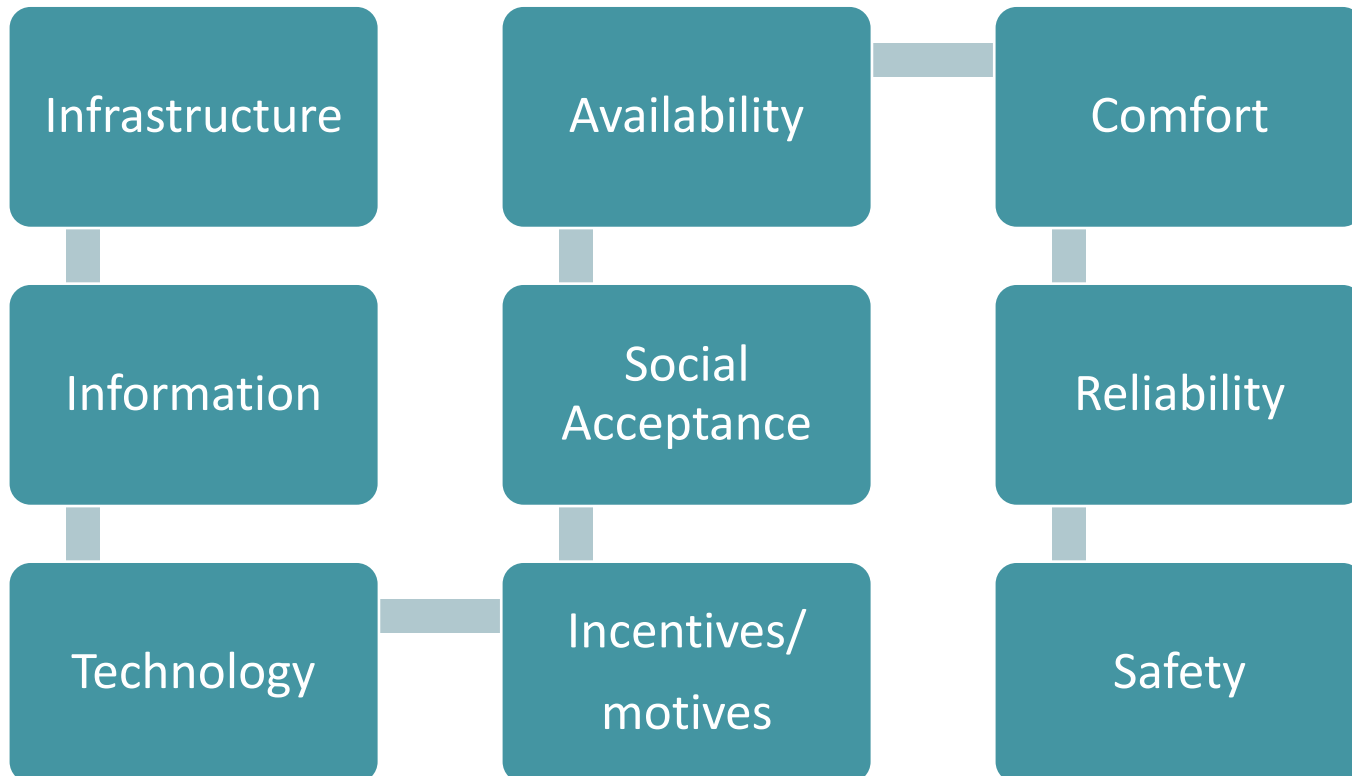 Infrastructure
Information
Technology
Incentives/
motives
Social
Acceptance
Availability
Comfort
Reliability
Safety